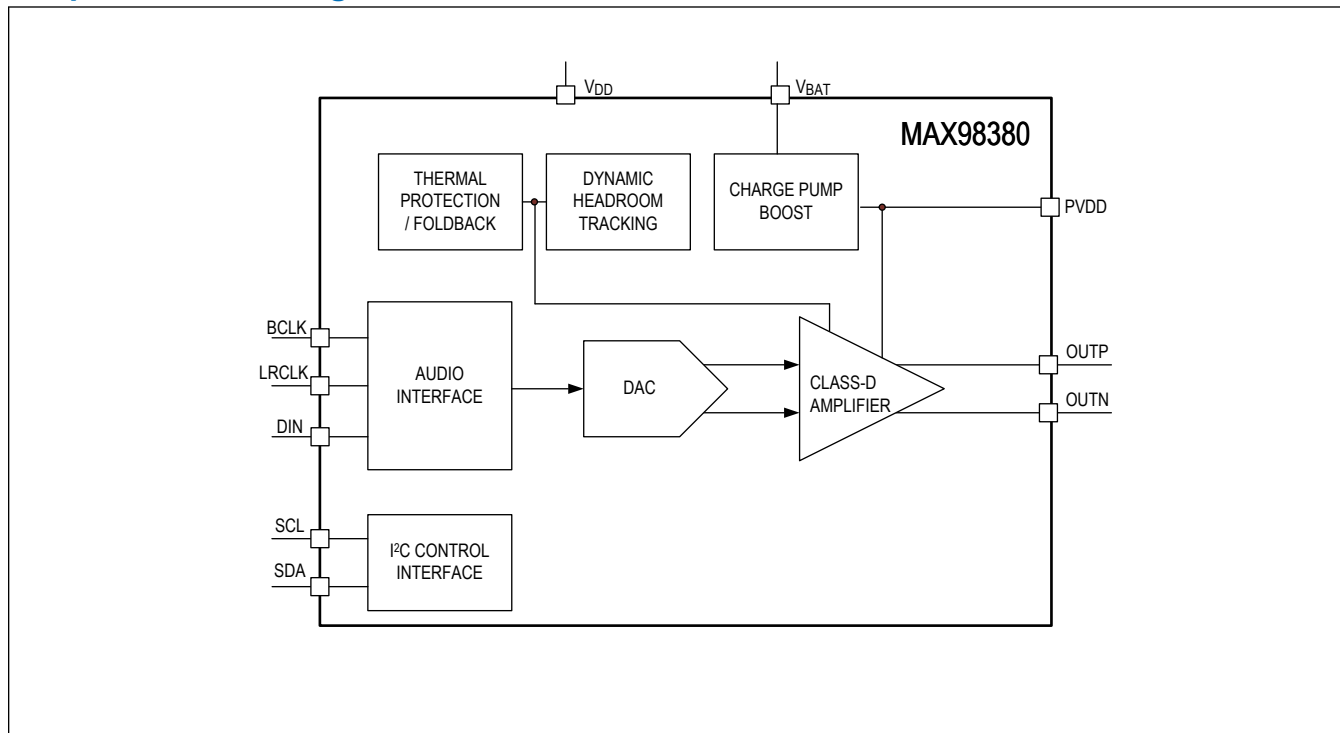 VDD
VBAT
MAX98380
THERMAL
PROTECTION
/ FOLDBACK
DYNAMIC
HEADROOM
TRACKING
CHARGE PUMP
BOOST
PVDD
BCLK
LRCLK
DIN
AUDIO
INTERFACE
DAC
CLASS-D
AMPLIFIER
OUTP
OUTN
SCL
SDA
I²C CONTROL
INTERFACE